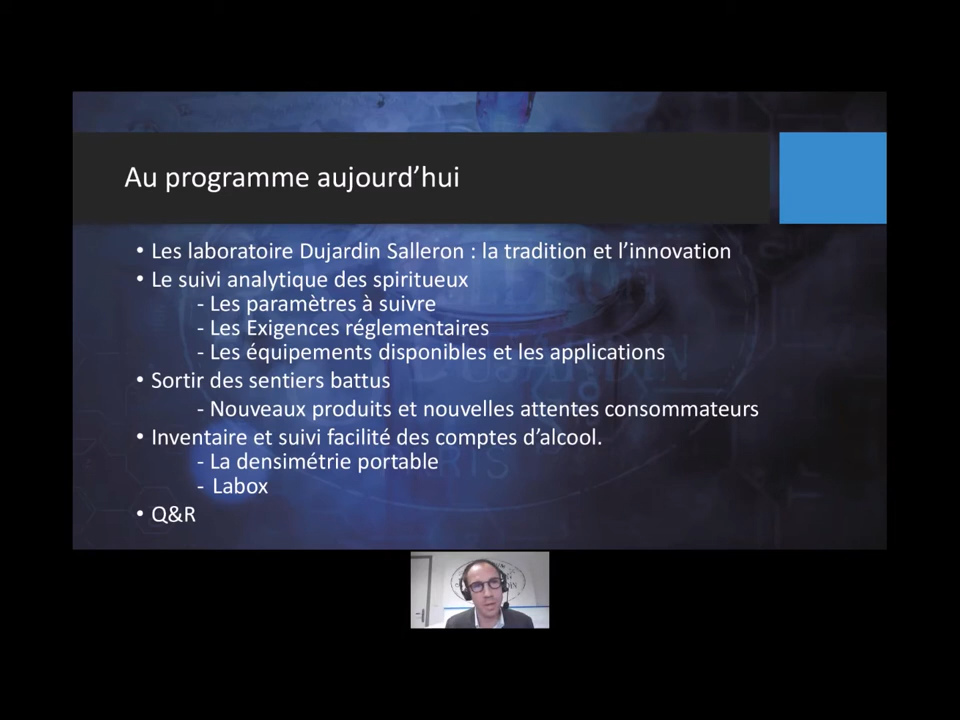 Au programme aujourd’hui
• Les laboratoire Dujardin Salleron : la tradition et l’innovation
• Le suivi analytique des spiritueux
- Les paramètres à suivre
- Les Exigences réglementaires
- Les équipements disponibles et les applications
• Sortir des sentiers battus
- Nouveaux produits et nouvelles attentes consommateurs
• Inventaire et suivi facilité des comptes d’alcool.
- La densimétrie portable
- Labox
• Q&R